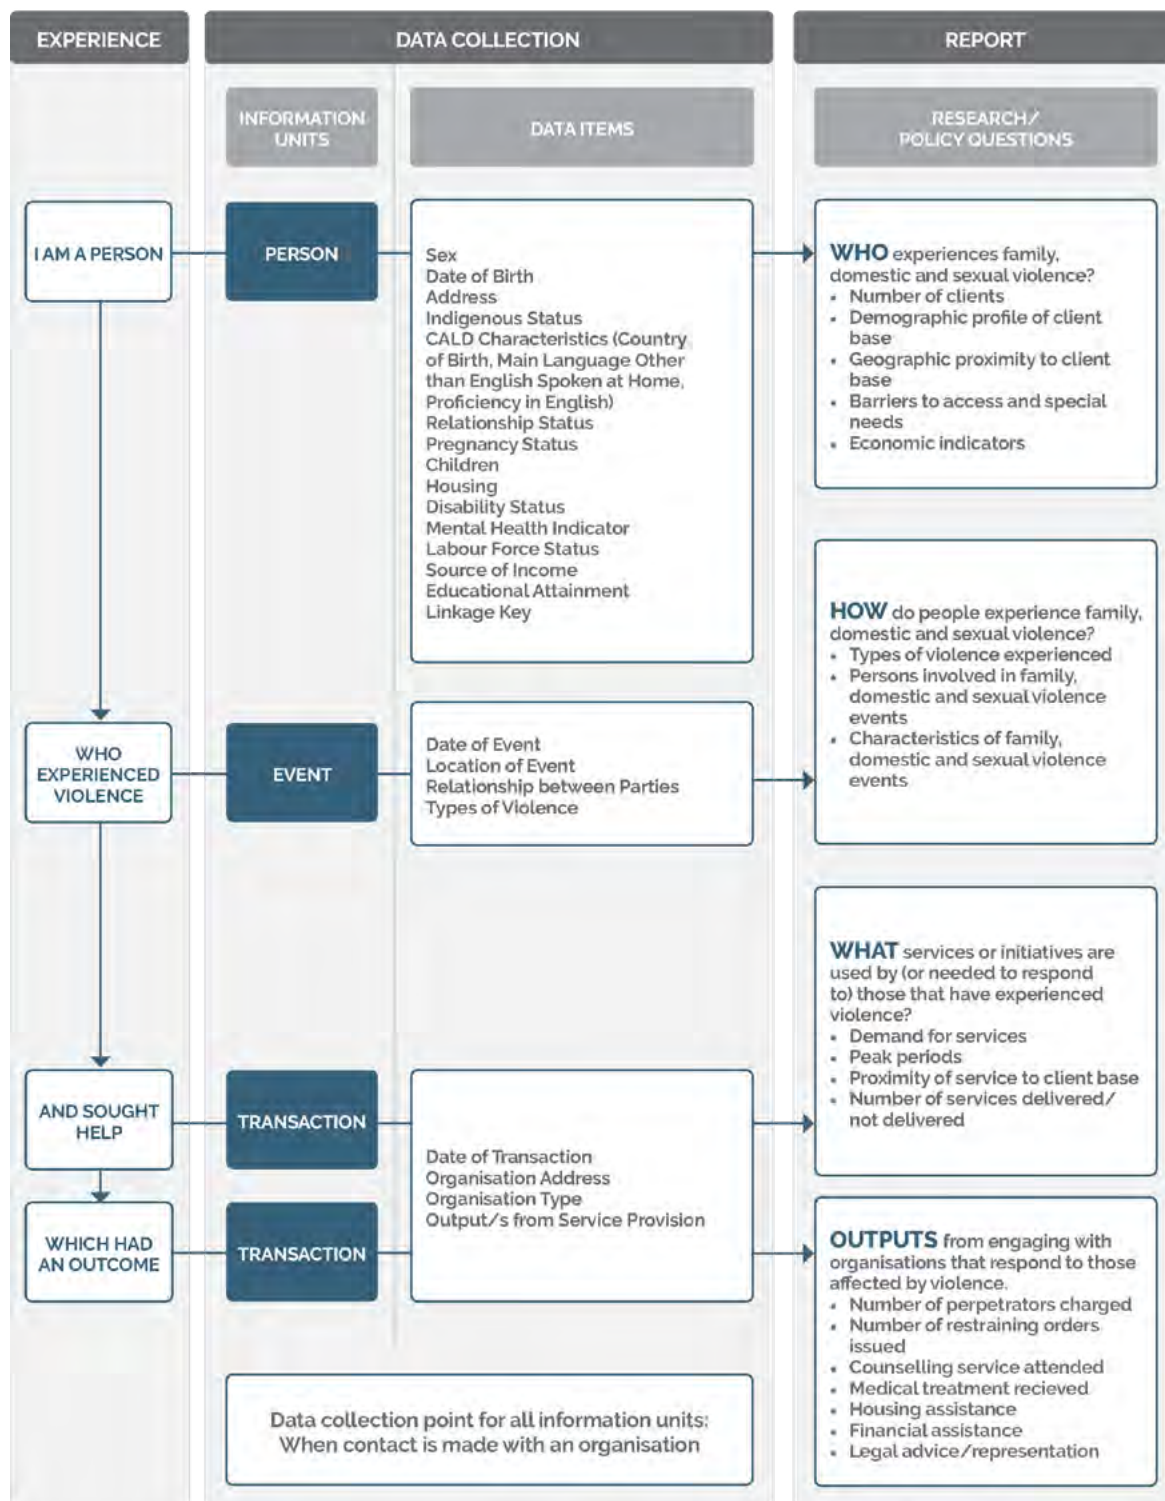 EXPERIENCE
DATA COLLECTION
REPORT
INFORMATION
UNITS
DATA ITEMS
RESEARCH/
POLICY QUESTIONS
I AM A PERSON
PERSON
Sex
Date of Birth
Address
Indigenous Status
CALD Characteristics (Country
of Birth, Main Language Other
than English Spoken at Home,
Proficiency in English)
Relationship Status
Pregnancy Status
Children
Housing
Disability Status
Mental Health Indicator
Labour Force Status
Source of Income
Educational Attainment
Linkage Key
WHO experiences family,
domestic and sexual violence?
• Number of clients
• Demographic profile of client
base
• Geographic proximity to client
base
• Barriers to access and special
needs
• Economic indicators
WHO
EXPERIENCED
VIOLENCE
EVENT
Date of Event
Location of Event
Relationship between Parties
Types of Violence
HOW do people experience family,
domestic and sexual violence?
• Types of violence experienced
• Persons involved in family,
domestic and sexual violence
events
• Characteristics of family,
domestic and sexual violence
events
AND SOUGHT
HELP
TRANSACTION
WHICH HAD
AN OUTCOME
TRANSACTION
Date of Transaction
Organisation Address
Organisation Type
Output/s from Service Provision
WHAT services or initiatives are
used by (or needed to respond
to) those that have experienced
violence?
• Demand for services
• Peak periods
• Proximity of service to client base
• Number of services delivered/
not delivered
OUTPUTS from engaging with
organisations that respond to those
affected by violence.
• Number of perpetrators charged
• Number of restraining orders
issued
• Counselling service attended
• Medical treatment recieved
• Housing assistance
• Financial assistance
• Legal advice/representation
Data collection point for all information units:
When contact is made with an organisation